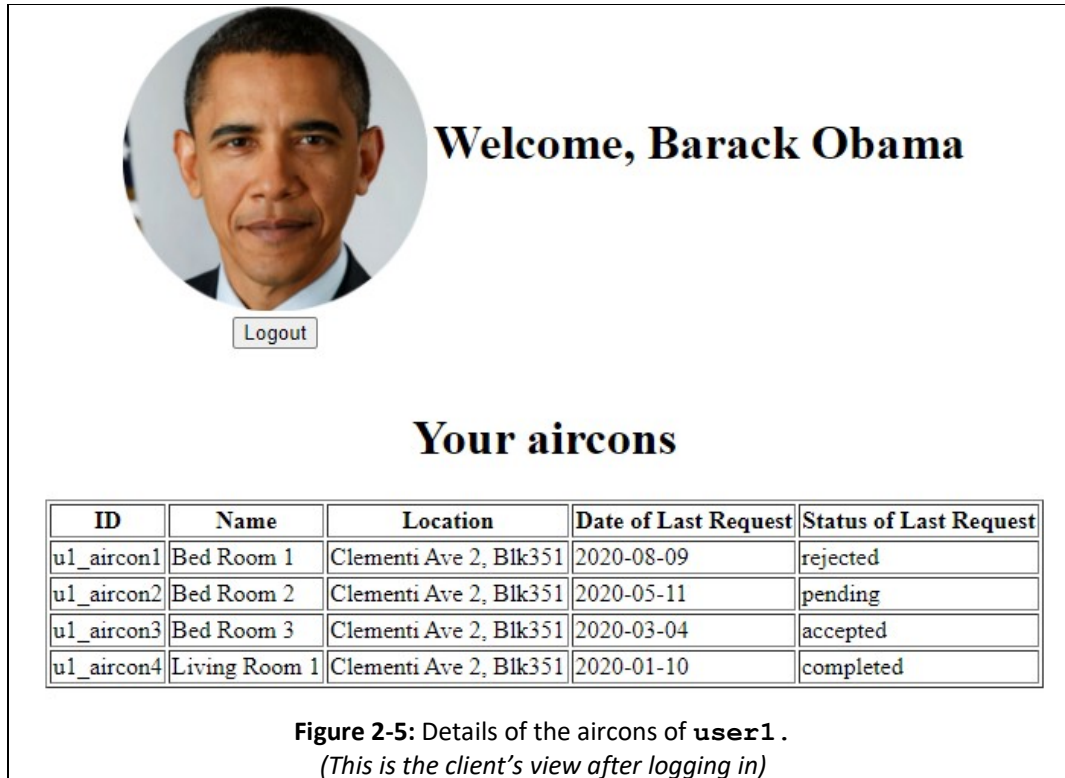 Welcome, Barack Obama
Logout
Your aircons
ID Name Location Date of Last Request Status of Last Request
u1_aircon1 Bed Room 1 Clementi Ave 2, Blk351 2020-08-09 rejected
u1_aircon2 Bed Room 2 Clementi Ave 2, Blk351 2020-05-11 pending
u1_aircon3 Bed Room 3 Clementi Ave 2, Blk351 2020-03-04 accepted
u1_aircon4 Living Room 1 Clementi Ave 2, Blk351 2020-01-10 completed
Figure 2-5: Details of the aircons of user1.
(This is the client’s view after logging in)